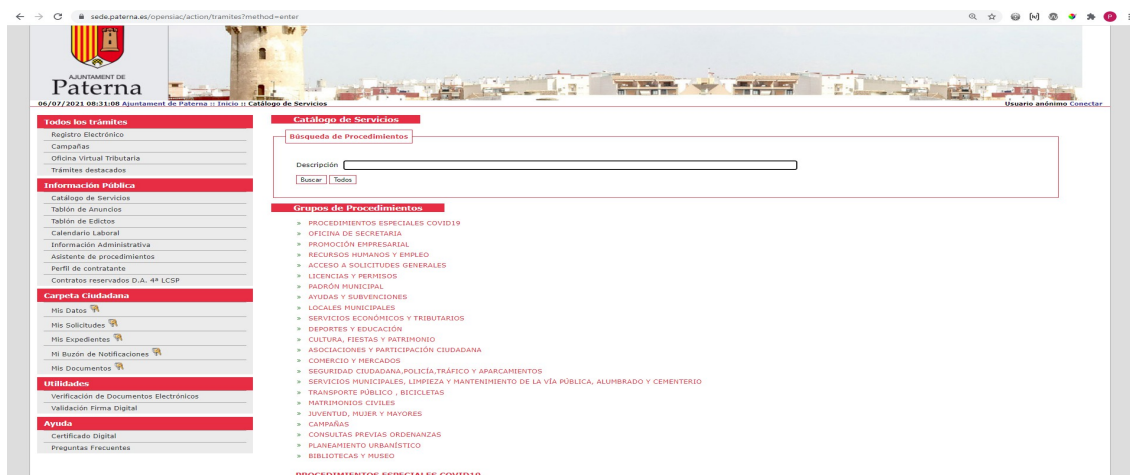 sede.paterna.es/opensiac/action/tramites?method=enter
AJUNTAMENT DE
Paterna
06/07/2021 08:31:08 Ajuntament de Paterna :: Inicio :: Catálogo de Servicios
Usuario anónimo Conectar
Todos los trámites
Registro Electrónico
Campañas
Oficina Virtual Tributaria
Trámites destacados
Información Pública
Catálogo de Servicios
Tablón de Anuncios
Tablón de Edictos
Calendario Laboral
Información Administrativa
Asistente de procedimientos
Perfil de contratante
Contratos reservados D.A. 4ª LCSP
Carpeta Ciudadana
Mis Datos
Mis Solicitudes
Mis Expedientes
Mi Buzón de Notificaciones
Mis Documentos
Utilidades
Verificación de Documentos Electrónicos
Validación Firma Digital
Ayuda
Certificado Digital
Preguntas Frecuentes
Catálogo de Servicios
Búsqueda de Procedimientos
Descripción
Buscar Todos
Grupos de Procedimientos
» PROCEDIMIENTOS ESPECIALES COVID19
» OFICINA DE SECRETARIA
» PROMOCIÓN EMPRESARIAL
» RECURSOS HUMANOS Y EMPLEO
» ACCESO A SOLICITUDES GENERALES
» LICENCIAS Y PERMISOS
» PADRÓN MUNICIPAL
» AYUDAS Y SUBVENCIONES
» LOCALES MUNICIPALES
» SERVICIOS ECONÓMICOS Y TRIBUTARIOS
» DEPORTES Y EDUCACIÓN
» CULTURA, FIESTAS Y PATRIMONIO
» ASOCIACIONES Y PARTICIPACIÓN CIUDADANA
» COMERCIO Y MERCADOS
» SEGURIDAD CIUDADANA,POLICÍA,TRÁFICO Y APARCAMIENTOS
» SERVICIOS MUNICIPALES, LIMPIEZA Y MANTENIMIENTO DE LA VÍA PÚBLICA, ALUMBRADO Y CEMENTERIO
» TRANSPORTE PÚBLICO , BICICLETAS
» MATRIMONIOS CIVILES
» JUVENTUD, MUJER Y MAYORES
» CAMPAÑAS
» CONSULTAS PREVIAS ORDENANZAS
» PLANEAMIENTO URBANÍSTICO
» BIBLIOTECAS Y MUSEO
PROCEDIMIENTOS ESPECIALES COVID19